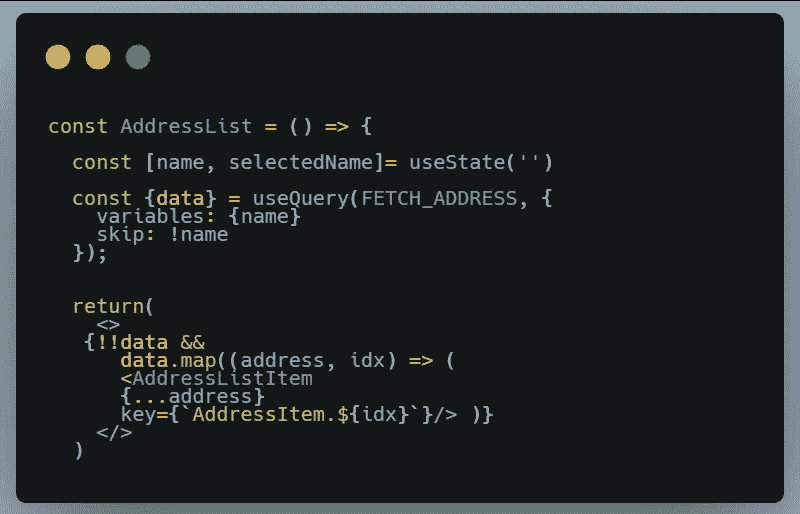 const AddressList = () => {
const [name, selectedName]= useState('')
const {data} = useQuery(FETCH_ADDRESS, {
variables: {name}
skip: !name
});
return(
<>
{!!data &&
data.map((address, idx) => (
<AddressListItem
{...address}
key={`AddressItem.${idx}`}/> )}
</>
)